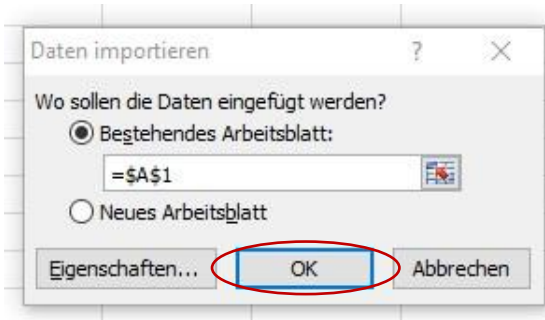 Daten importieren ?
Wo sollen die Daten eingefügt werden?
Bestehendes Arbeitsblatt:
=$A$1
Neues Arbeitsblatt
Eigenschaften... OK Abbrechen